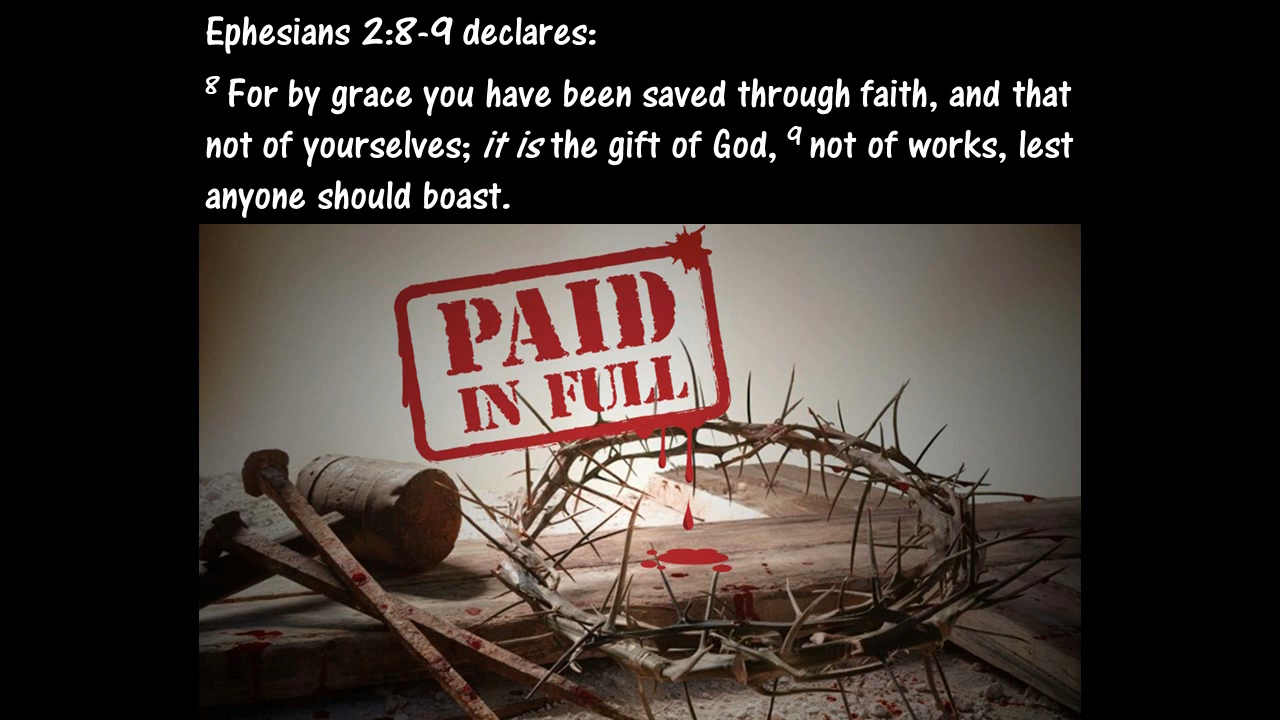 Ephesians 2:8-9 declares:
⁸ For by grace you have been saved through faith, and that
not of yourselves; it is the gift of God, ⁹ not of works, lest
anyone should boast.
PAID
IN FULL